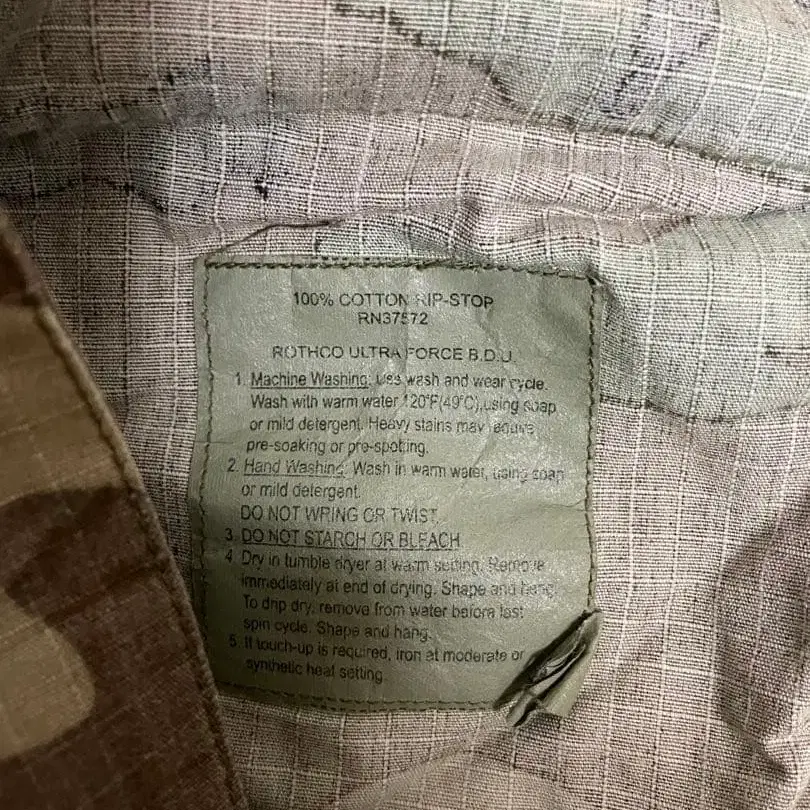 100% COTTON RIP-STOP
RN37572
ROTHCO ULTRA FORCE B.D.U.
1. Machine Washing: Use wash and wear cycle.
Wash with warm water 120°F(49°C),using soap
or mild detergent. Heavy stains may require
pre-soaking or pre-spotting.
2. Hand Washing: Wash in warm water, using soap
or mild detergent.
DO NOT WRING OR TWIST
3. DO NOT STARCH OR BLEACH
4. Dry in tumble dryer at warm setting. Remove
immediately at end of drying. Shape and hang.
To drip dry, remove from water before last
spin cycle. Shape and hang.
5. If touch-up is required, iron at moderate or
synthetic heat setting.